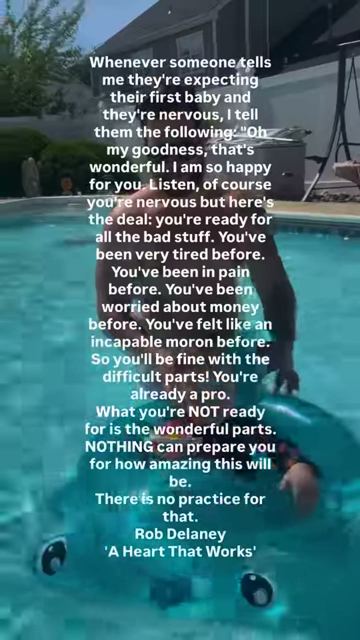 Whenever someone tells
me they're expecting
their first baby and
they're nervous, I tell
them the following: "Oh
my goodness, that's
wonderful. I am so happy
for you. Listen, of course
you're nervous but here's
the deal: you're ready for
all the bad stuff. You've
been very tired before.
You've been in pain
before. You've been
worried about money
before. You've felt like an
incapable moron before.
So you'll be fine with the
difficult parts! You're
already a pro.
What you're NOT ready
for is the wonderful parts.
NOTHING can prepare you
for how amazing this will
be.
There is no practice for
that.
Rob Delaney
'A Heart That Works'